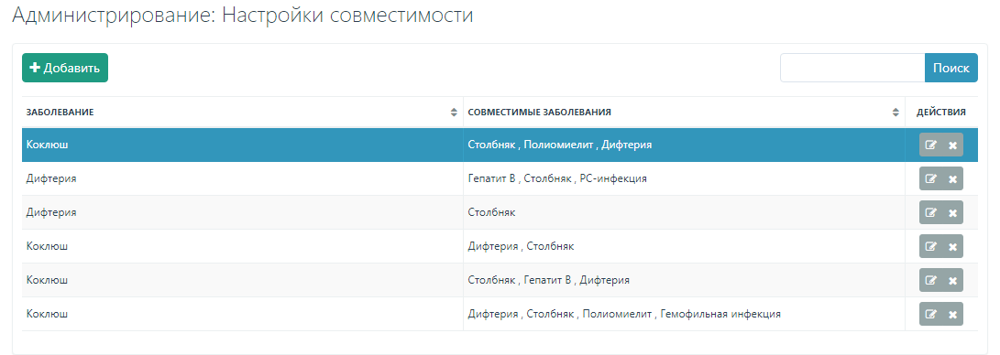 Администрирование: Настройки совместимости
Добавить Поиск
ЗАБОЛЕВАНИЕ СОВМЕСТИМЫЕ ЗАБОЛЕВАНИЯ ДЕЙСТВИЯ
Коклюш Столбняк , Полиомиелит , Дифтерия
Дифтерия Гепатит B , Столбняк , РС-инфекция
Дифтерия Столбняк
Коклюш Дифтерия , Столбняк
Коклюш Столбняк , Гепатит B , Дифтерия
Коклюш Дифтерия , Столбняк , Полиомиелит , Гемофильная инфекция